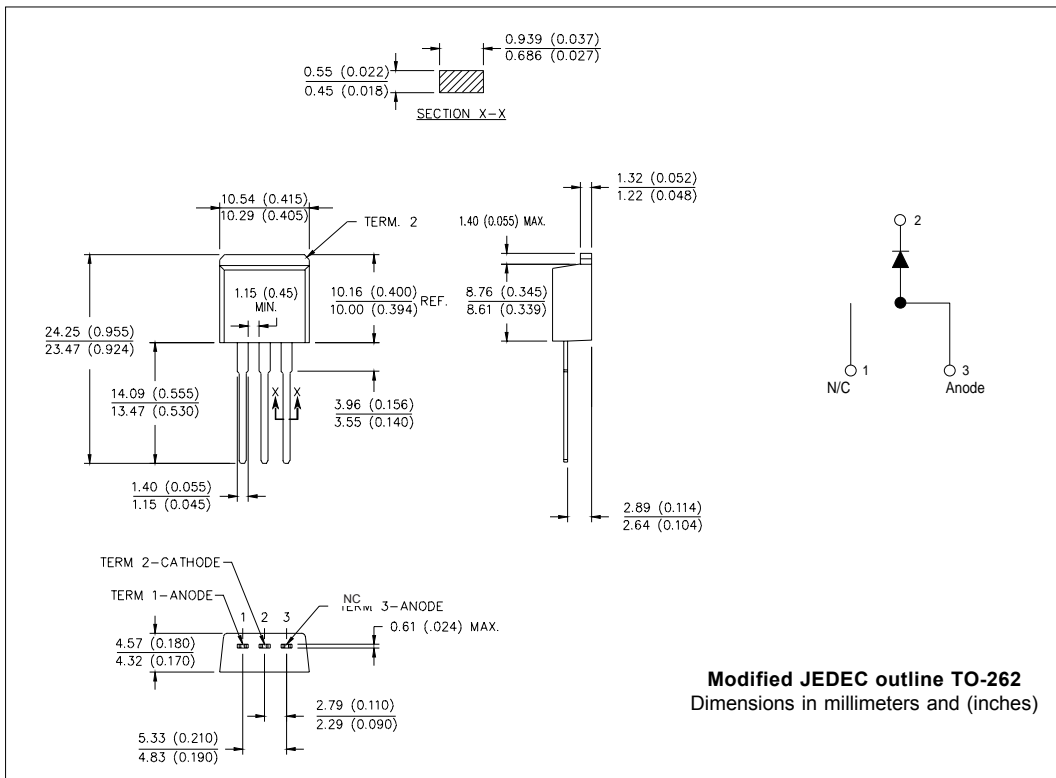 0.939 (0.037)
0.686 (0.027)
0.55 (0.022)
0.45 (0.018)
SECTION X-X
10.54 (0.415)
10.29 (0.405)
TERM. 2
1.32 (0.052)
1.22 (0.048)
1.40 (0.055) MAX.
2
1.15 (0.45)
MIN.
10.16 (0.400)
10.00 (0.394) REF.
8.76 (0.345)
8.61 (0.339)
24.25 (0.955)
23.47 (0.924)
14.09 (0.555)
13.47 (0.530)
X X
3.96 (0.156)
3.55 (0.140)
1
N/C
3
Anode
1.40 (0.055)
1.15 (0.045)
2.89 (0.114)
2.64 (0.104)
TERM 2-CATHODE
TERM 1-ANODE
NC
3-ANODE
1 2 3
0.61 (.024) MAX.
4.57 (0.180)
4.32 (0.170)
2.79 (0.110)
2.29 (0.090)
5.33 (0.210)
4.83 (0.190)
Modified JEDEC outline TO-262
Dimensions in millimeters and (inches)